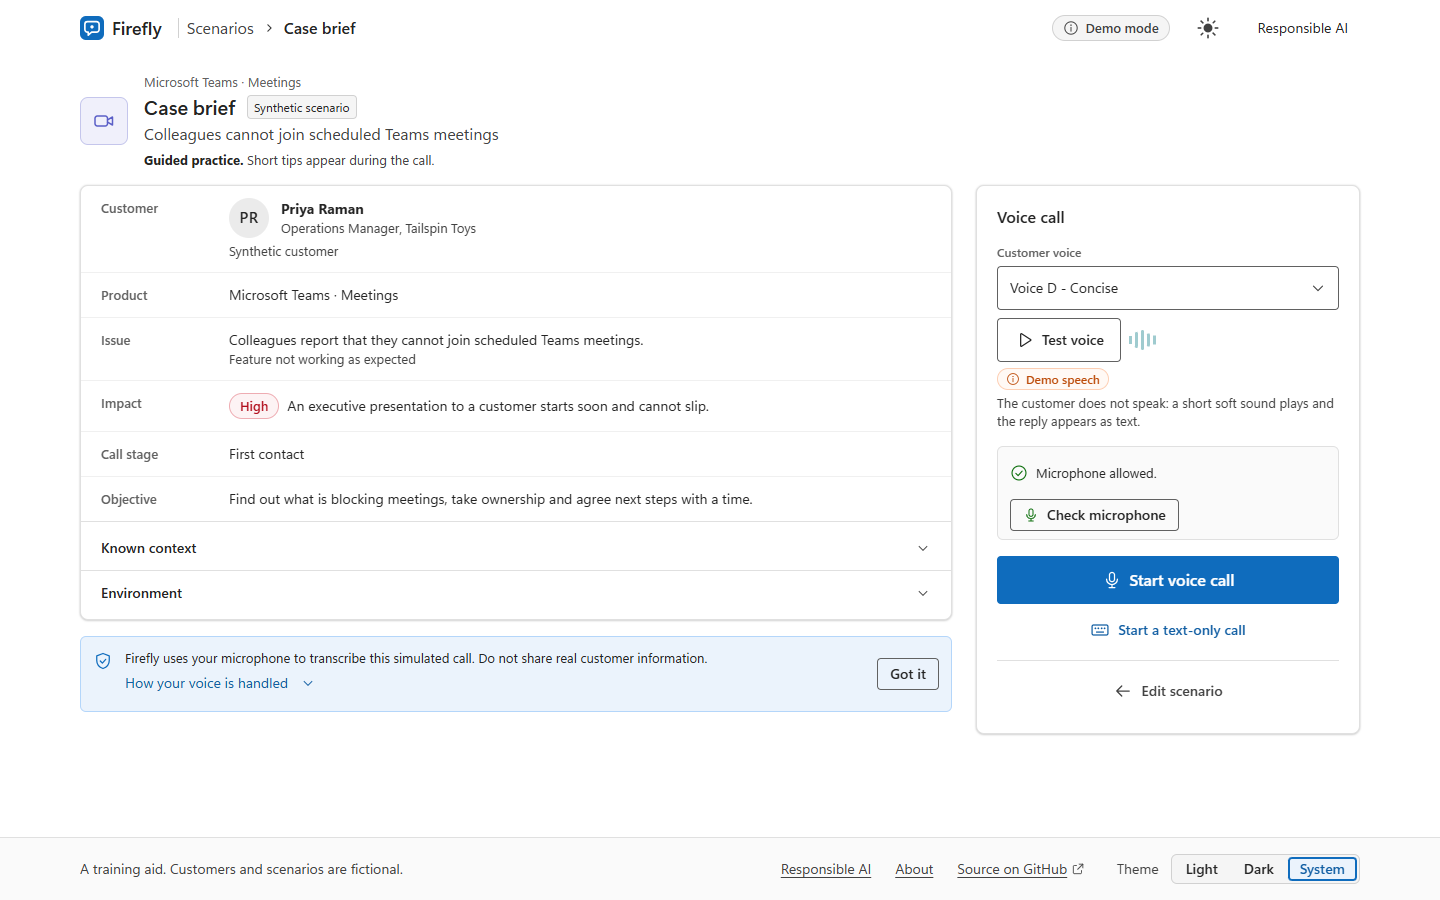 Firefly
Scenarios
Case brief
Demo mode
Responsible AI
Microsoft Teams · Meetings
Case brief
Synthetic scenario
Colleagues cannot join scheduled Teams meetings
Guided practice. Short tips appear during the call.
Customer
PR
Priya Raman
Operations Manager, Tailspin Toys
Synthetic customer
Product
Microsoft Teams · Meetings
Issue
Colleagues report that they cannot join scheduled Teams meetings.
Feature not working as expected
Impact
High
An executive presentation to a customer starts soon and cannot slip.
Call stage
First contact
Objective
Find out what is blocking meetings, take ownership and agree next steps with a time.
Known context
Environment
Firefly uses your microphone to transcribe this simulated call. Do not share real customer information.
How your voice is handled
Got it
Voice call
Customer voice
Voice D - Concise
Test voice
Demo speech
The customer does not speak: a short soft sound plays and
the reply appears as text.
Microphone allowed.
Check microphone
Start voice call
Start a text-only call
Edit scenario
A training aid. Customers and scenarios are fictional.
Responsible AI
About
Source on GitHub
Theme
Light
Dark
System